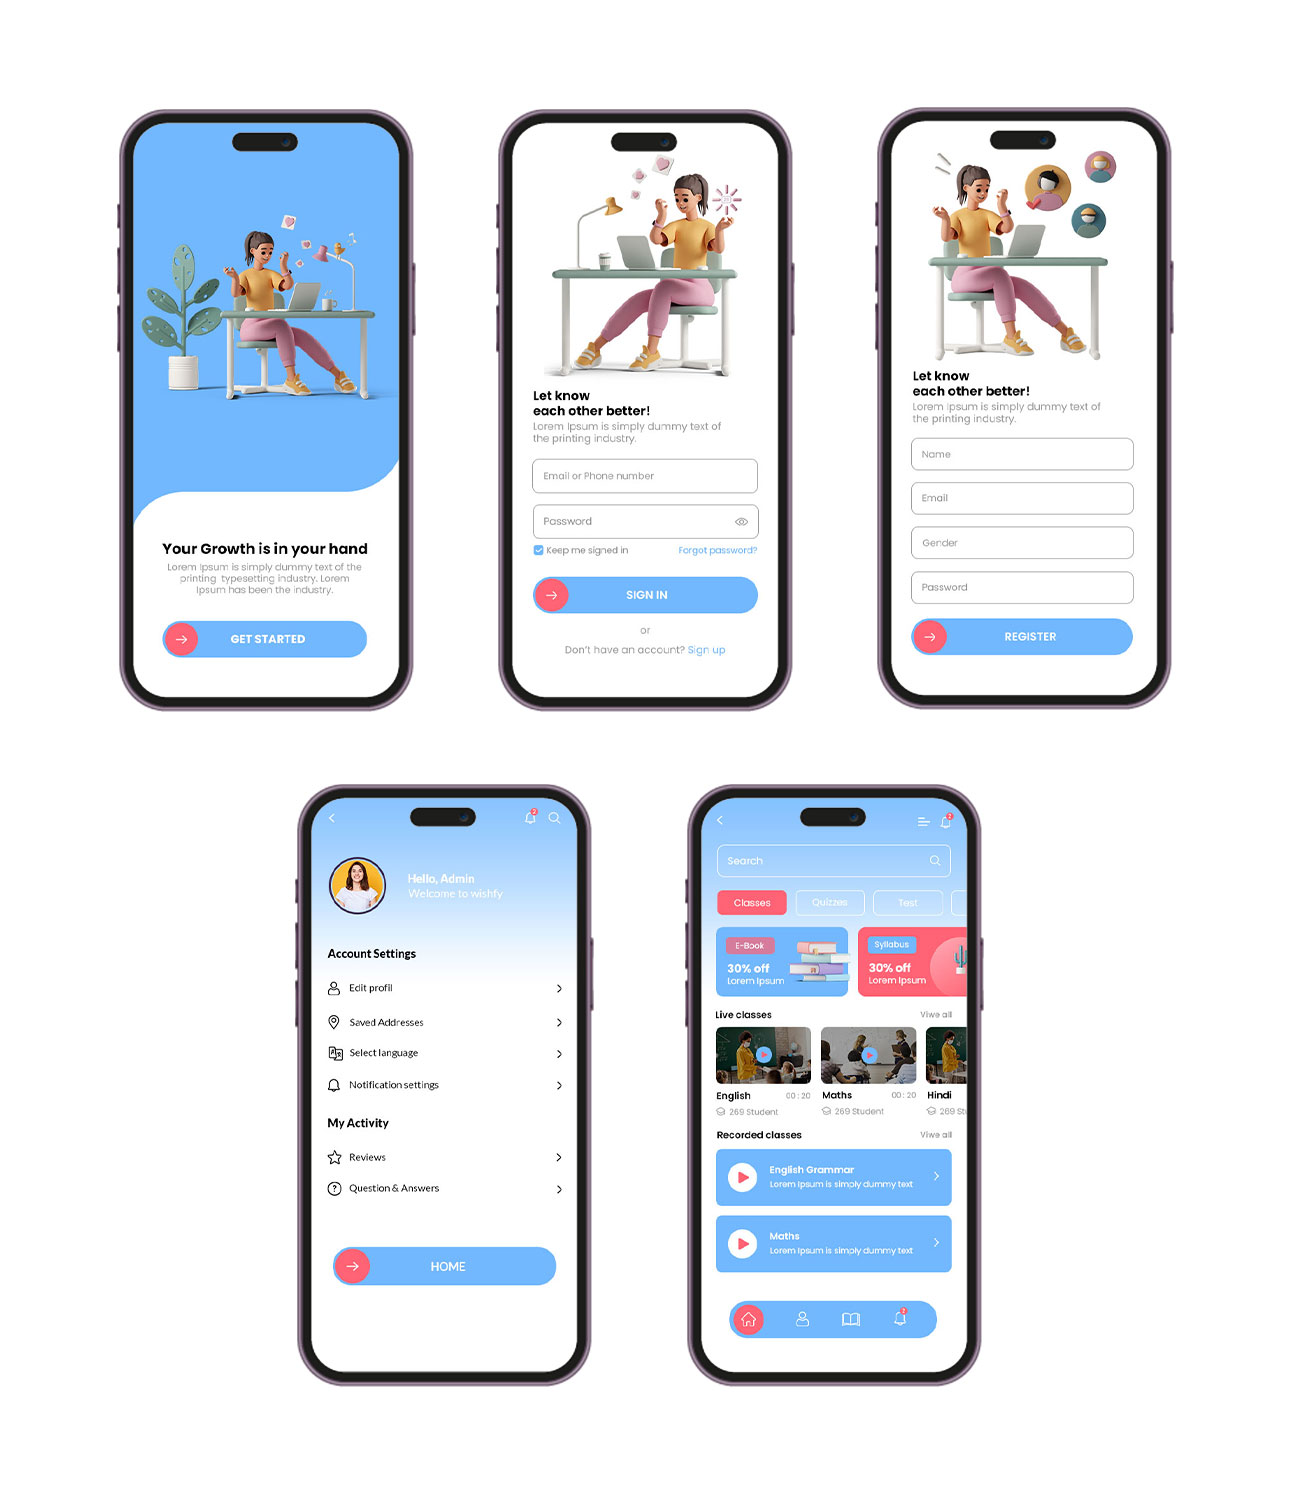 Your Growth is in your hand
Lorem Ipsum is simply dummy text of the
printing typesetting industry. Lorem
Ipsum has been the industry.
GET STARTED
Let know
each other better!
Lorem Ipsum is simply dummy text of
the printing industry.
Email or Phone number
Password
Keep me signed in
Forgot password?
SIGN IN
or
Don't have an account? Sign up
Let know
each other better!
Lorem Ipsum is simply dummy text of
the printing industry.
Name
Email
Gender
Password
REGISTER
2
Hello, Admin
Welcome to wishfy
Account Settings
Edit profil
Saved Addresses
Select language
Notification settings
My Activity
Reviews
Question & Answers
HOME
2
Search
Classes
Quizzes
Test
E-Book
30% off
Lorem Ipsum
Syllabus
30% off
Lorem Ipsum
Live classes
Viwe all
English
00:20
269 Student
Maths
00:20
269 Student
Hindi
269 St
Recorded classes
Viwe all
English Grammar
Lorem Ipsum is simply dummy text
Maths
Lorem Ipsum is simply dummy text
2